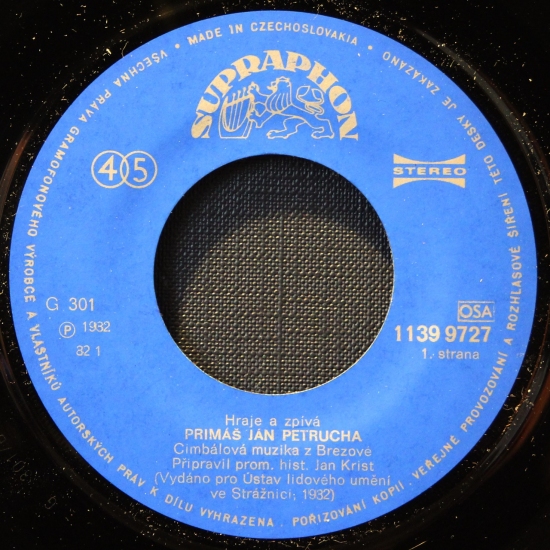 • MADE IN CZECHOSLOVAKIA •
VŠECHNA PRÁVA GRAMOFONOVÉHO VÝROBCE A VLASTNÍKŮ AUTORSKÝCH PRÁV K DÍLU VYHRAZENA. POŘIZOVÁNÍ KOPIÍ, VEŘEJNÉ PROVOZOVÁNÍ A ROZHLASOVÉ ŠÍŘENÍ TÉTO DESKY JE ZAKÁZÁNO
SUPRAPHON
45
STEREO
G 301
Ⓟ 1932
32 1
OSA
1139 9727
1. strana
Hraje a zpívá
PRIMÁŠ JAN PETRUCHA
Cimbálová muzika z Brezové
Připravil prom. hist. Jan Krist
(Vydáno pro Ústav lidového umění
ve Strážnici, 1932)